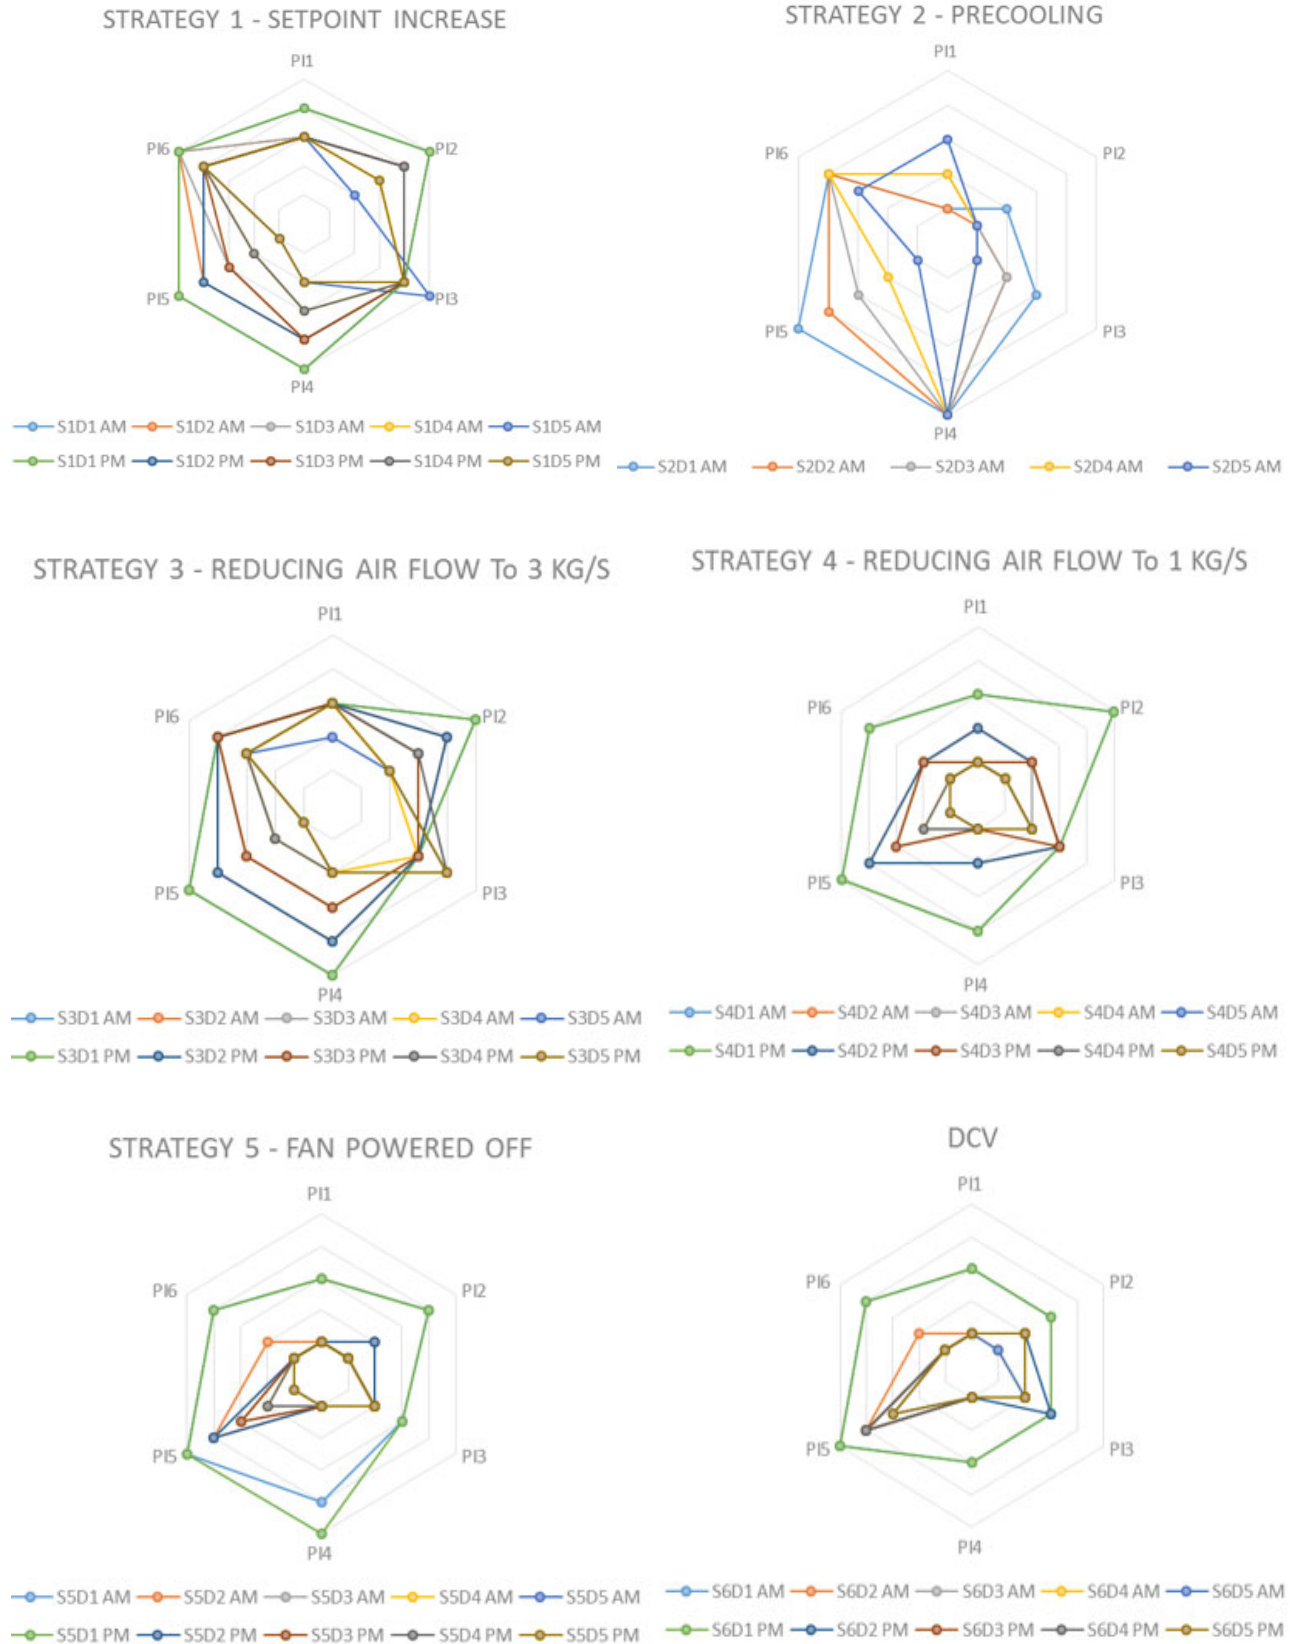 STRATEGY 1 - SETPOINT INCREASE
PI1
PI6
PI2
PI5
PI3
PI4
S1D1 AM S1D2 AM S1D3 AM S1D4 AM S1D5 AM
S1D1 PM S1D2 PM S1D3 PM S1D4 PM S1D5 PM
STRATEGY 2 - PRECOOLING
PI1
PI6
PI2
PI5
PI3
PI4
S2D1 AM S2D2 AM S2D3 AM S2D4 AM S2D5 AM
STRATEGY 3 - REDUCING AIR FLOW To 3 KG/S
PI1
PI6
PI2
PI5
PI3
PI4
S3D1 AM S3D2 AM S3D3 AM S3D4 AM S3D5 AM
S3D1 PM S3D2 PM S3D3 PM S3D4 PM S3D5 PM
STRATEGY 4 - REDUCING AIR FLOW To 1 KG/S
PI1
PI6
PI2
PI5
PI3
PI4
S4D1 AM S4D2 AM S4D3 AM S4D4 AM S4D5 AM
S4D1 PM S4D2 PM S4D3 PM S4D4 PM S4D5 PM
STRATEGY 5 - FAN POWERED OFF
PI1
PI6
PI2
PI5
PI3
PI4
S5D1 AM S5D2 AM S5D3 AM S5D4 AM S5D5 AM
S5D1 PM S5D2 PM S5D3 PM S5D4 PM S5D5 PM
DCV
PI1
PI6
PI2
PI5
PI3
PI4
S6D1 AM S6D2 AM S6D3 AM S6D4 AM S6D5 AM
S6D1 PM S6D2 PM S6D3 PM S6D4 PM S6D5 PM